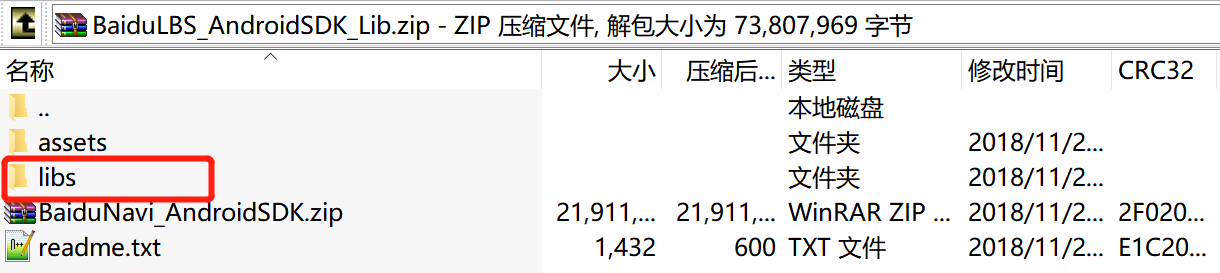 BaiduLBS_AndroidSDK_Lib.zip - ZIP 压缩文件, 解包大小为 73,807,969 字节
名称 大小 压缩后... 类型 修改时间 CRC32
.. 本地磁盘
assets 文件夹 2018/11/2...
libs 文件夹 2018/11/2...
BaiduNavi_AndroidSDK.zip 21,911,... 21,911,... WinRAR ZIP ... 2018/11/2... 2F020...
readme.txt 1,432 600 TXT 文件 2018/11/2... E1C20...